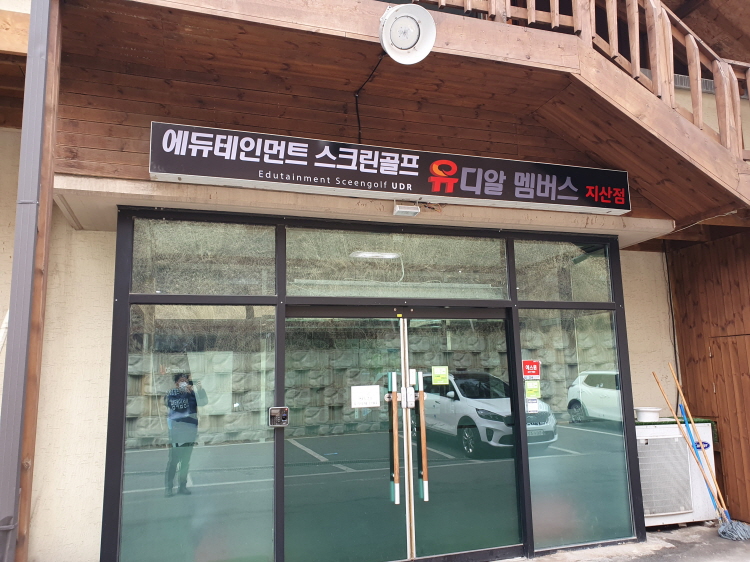 에듀테인먼트 스크린골프 유디알 멤버스 지산점
Edutainment Sceengolf UDR